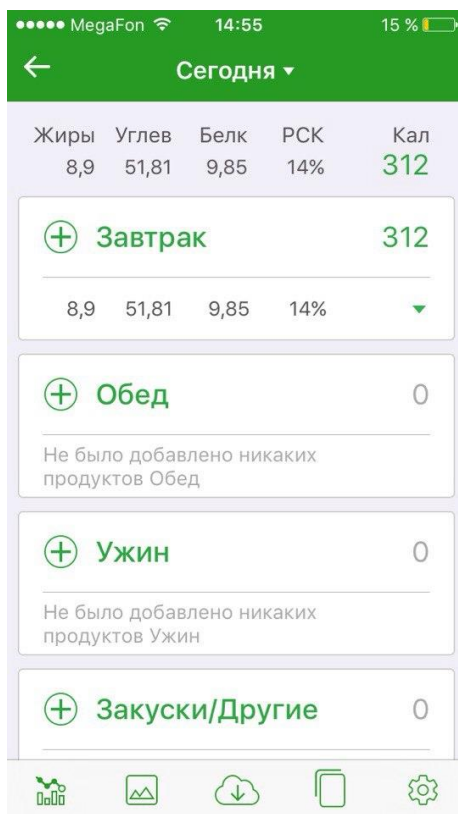 MegaFon 14:55 15 %
Сегодня
Жиры Углев Белк РСК Кал
8,9 51,81 9,85 14% 312
Завтрак 312
8,9 51,81 9,85 14%
Обед 0
Не было добавлено никаких
продуктов Обед
Ужин 0
Не было добавлено никаких
продуктов Ужин
Закуски/Другие 0